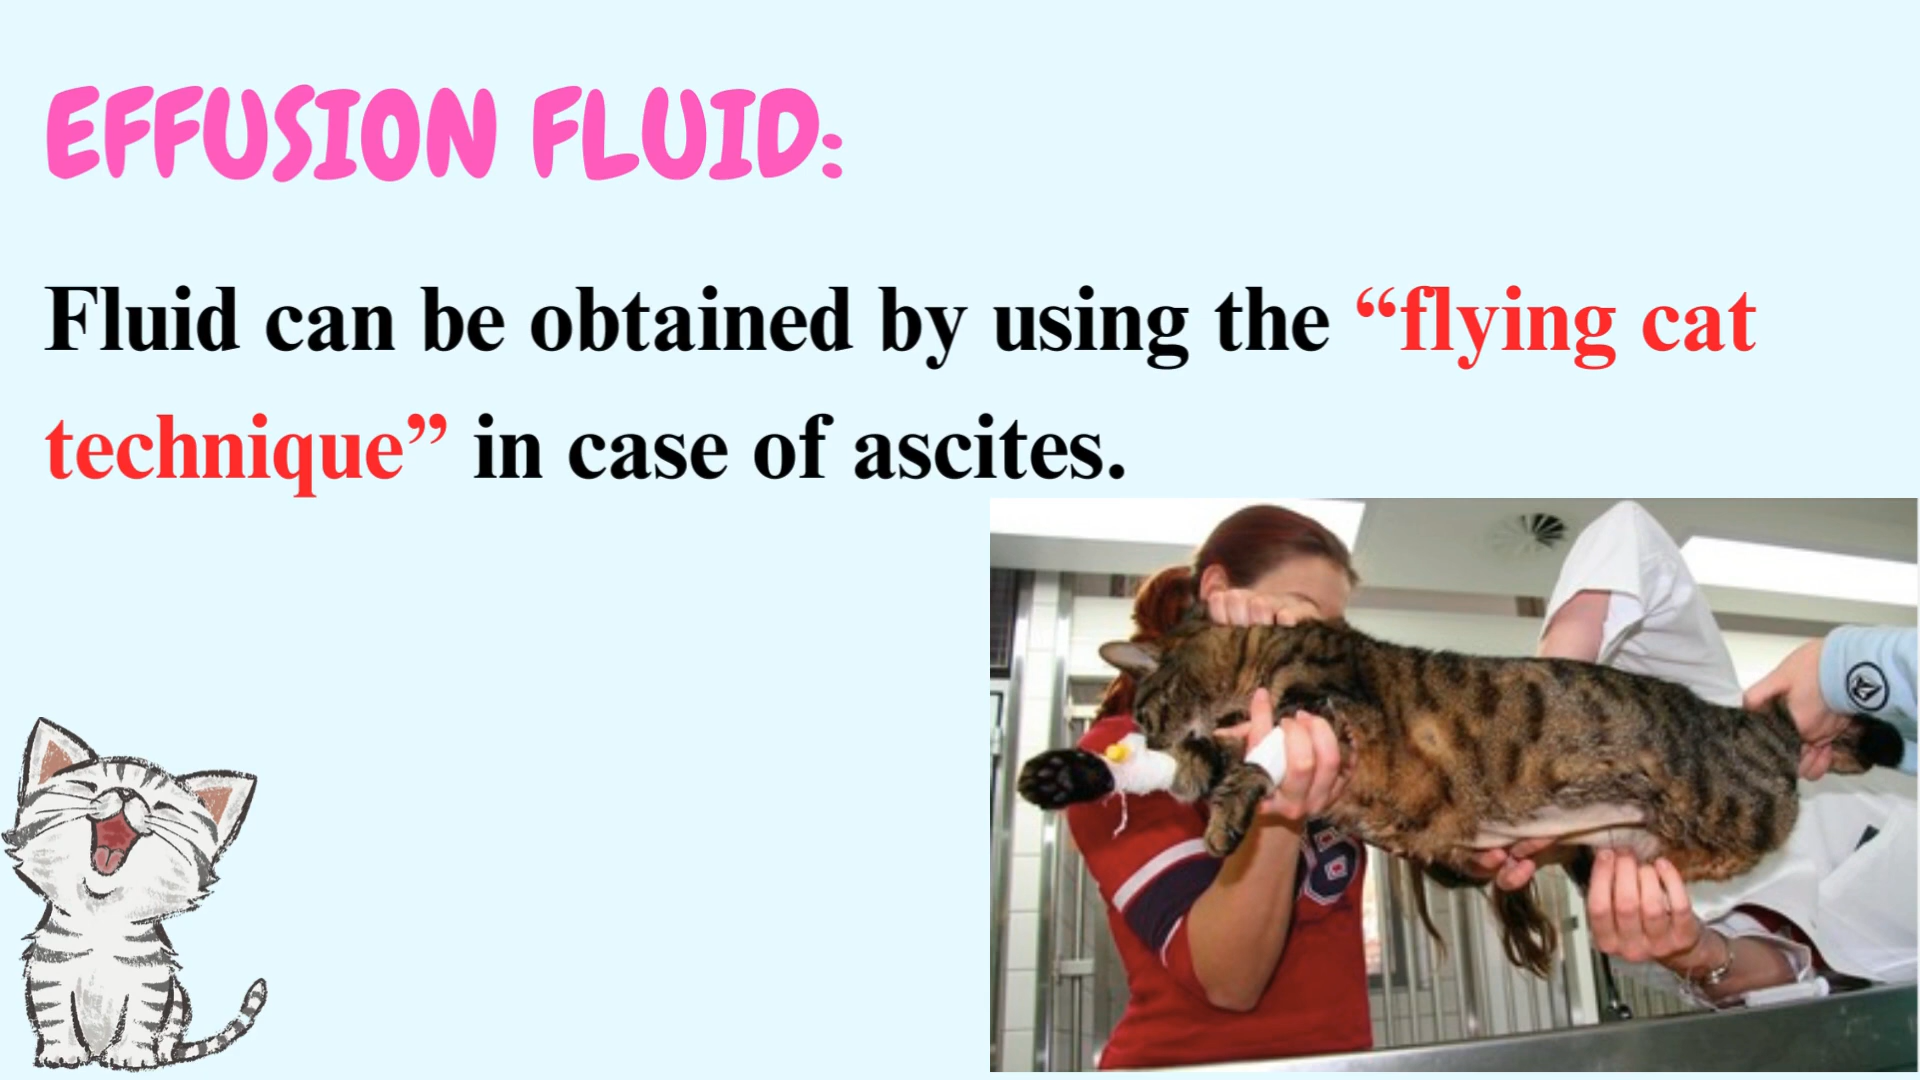 EFFUSION FLUID:
Fluid can be obtained by using the “flying cat
technique” in case of ascites.